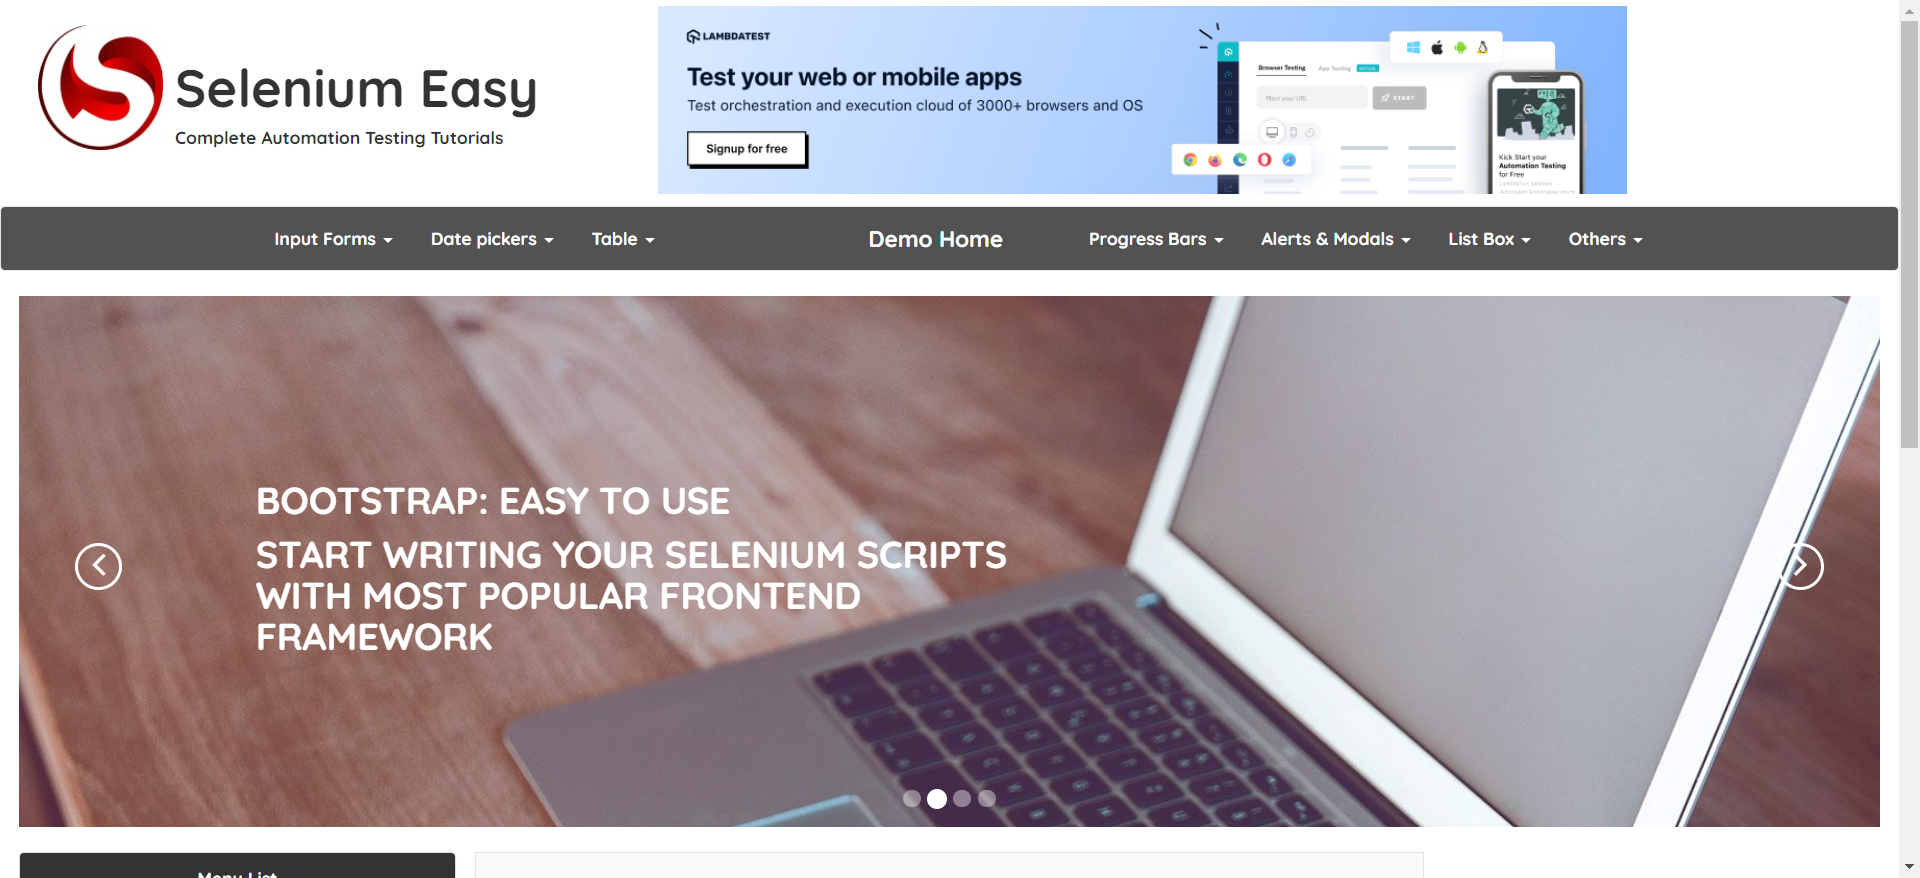 Selenium Easy
Complete Automation Testing Tutorials
LAMBDATEST
Test your web or mobile apps
Test orchestration and execution cloud of 3000+ browsers and OS
Signup for free
Browser Testing
App Testing
Place your URL
START
Kick Start your
Automation Testing
for Free
Input Forms
Date pickers
Table
Demo Home
Progress Bars
Alerts & Modals
List Box
Others
BOOTSTRAP: EASY TO USE
START WRITING YOUR SELENIUM SCRIPTS
WITH MOST POPULAR FRONTEND
FRAMEWORK
Menu List